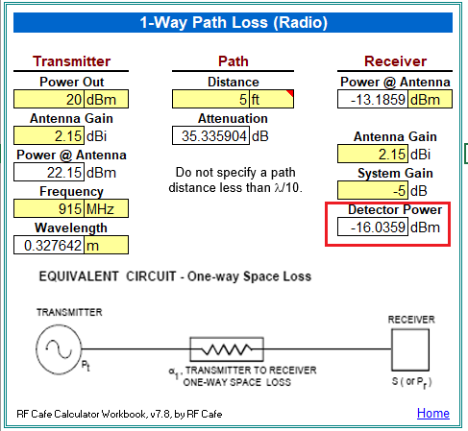 1-Way Path Loss (Radio)
Transmitter Path Receiver
Power Out Distance Power @ Antenna
20 dBm 5 ft -13.1859 dBm
Antenna Gain Attenuation
2.15 dBi 35.335904 dB Antenna Gain
Power @ Antenna 2.15 dBi
22.15 dBm Do not specify a path System Gain
Frequency distance less than λ/10. -5 dB
915 MHz Detector Power
Wavelength -16.0359 dBm
0.327642 m
EQUIVALENT CIRCUIT - One-way Space Loss
TRANSMITTER
RECEIVER
Pt
α1, TRANSMITTER TO RECEIVER
ONE-WAY SPACE LOSS
S ( or Pr )
RF Cafe Calculator Workbook, v7.8, by RF Cafe Home